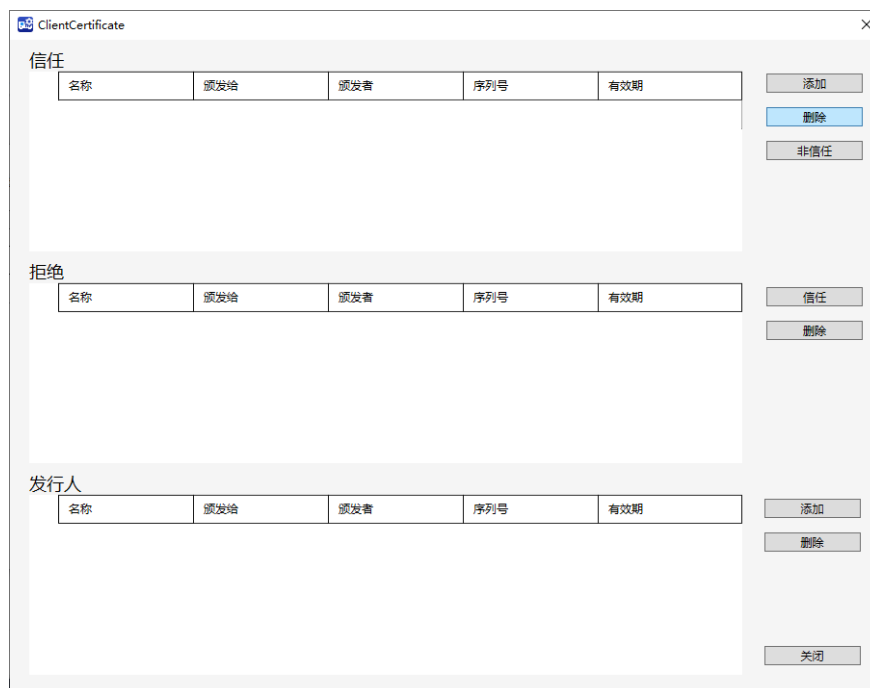 ClientCertificate
信任
名称 颁发给 颁发者 序列号 有效期
添加
删除
非信任
拒绝
名称 颁发给 颁发者 序列号 有效期
信任
删除
发行人
名称 颁发给 颁发者 序列号 有效期
添加
删除
关闭